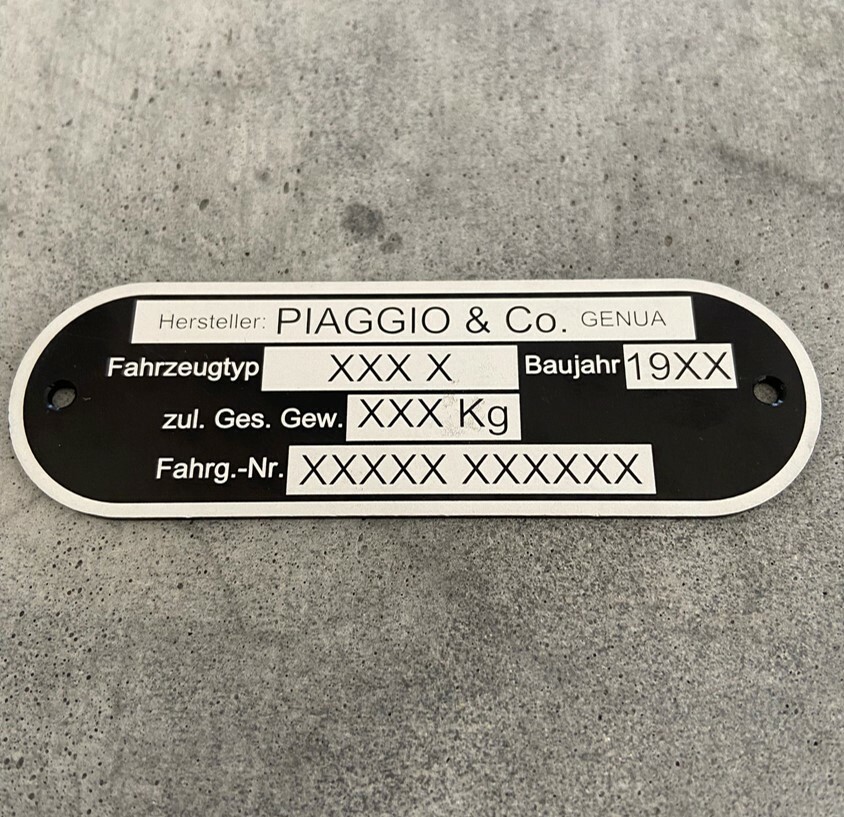 Hersteller: PIAGGIO & Co. GENUA
Fahrzeugtyp XXX X Baujahr 19XX
zul. Ges. Gew. XXX Kg
Fahrg.-Nr. XXXXX XXXXXX